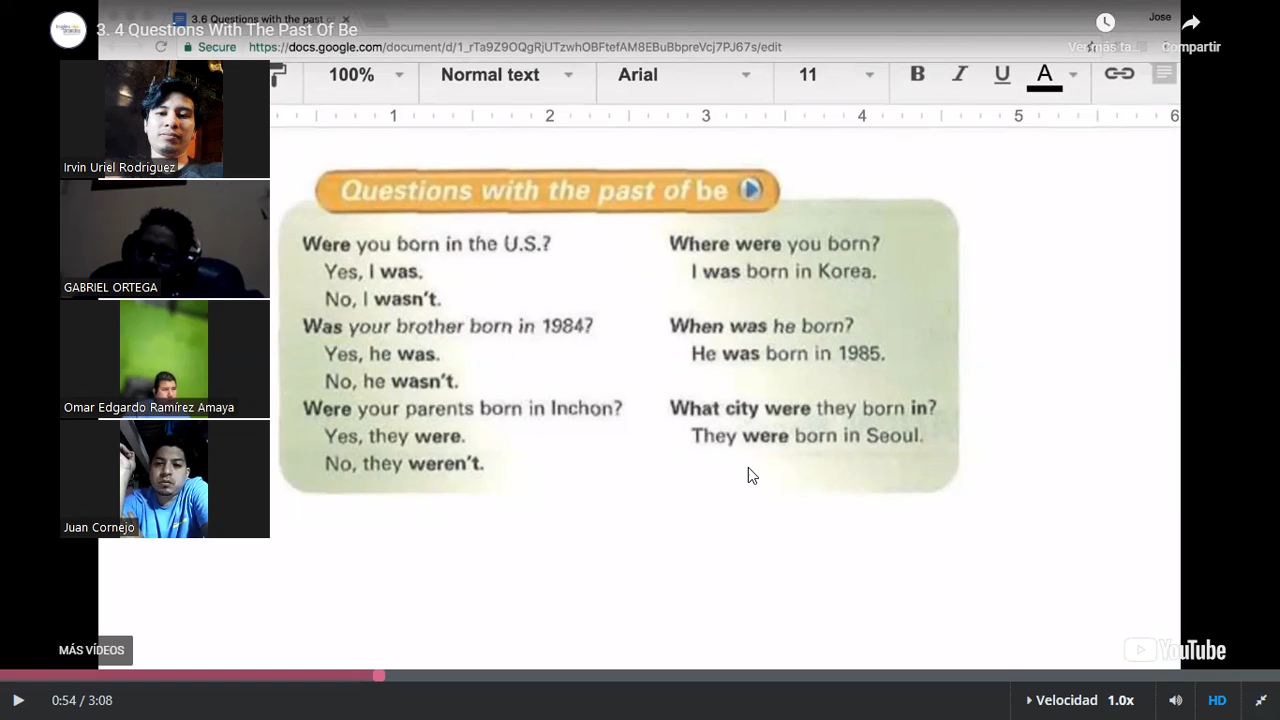 3.6 Questions with the past of
3. 4 Questions With The Past Of Be
Jose
Secure
https://docs.google.com/document/d/1_rTa9Z9OQgRjUTzwhOBFtefAM8EBuBbpreVcj7PJ67s/edit
Ver más ta...
Compartir
100%
Normal text
Arial
11
B I U A
1 2 3 4 5 6
Irvin Uriel Rodriguez
GABRIEL ORTEGA
Omar Edgardo Ramírez Amaya
Juan Cornejo
Questions with the past of be
Were you born in the U.S.?
Yes, I was.
No, I wasn't.
Was your brother born in 1984?
Yes, he was.
No, he wasn't.
Were your parents born in Inchon?
Yes, they were.
No, they weren't.
Where were you born?
I was born in Korea.
When was he born?
He was born in 1985.
What city were they born in?
They were born in Seoul.
MÁS VÍDEOS
YouTube
0:54 / 3:08
Velocidad 1.0x
HD